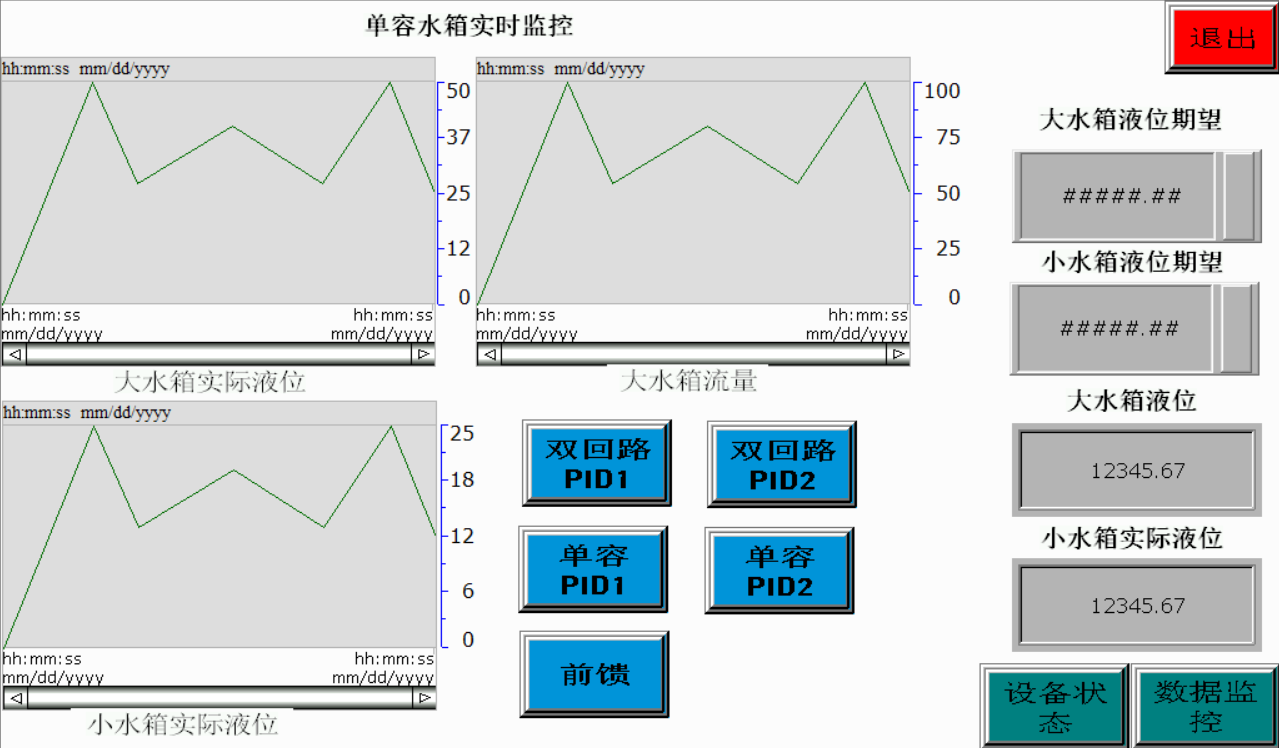 单容水箱实时监控
退出
hh:mm:ss mm/dd/yyyy
50
37
25
12
0
hh:mm:ss
mm/dd/yyyy
hh:mm:ss
mm/dd/yyyy
大水箱实际液位
hh:mm:ss mm/dd/yyyy
100
75
50
25
0
hh:mm:ss
mm/dd/yyyy
hh:mm:ss
mm/dd/yyyy
大水箱流量
大水箱液位期望
#####.##
小水箱液位期望
#####.##
大水箱液位
12345.67
小水箱实际液位
12345.67
hh:mm:ss mm/dd/yyyy
25
18
12
6
0
hh:mm:ss
mm/dd/yyyy
hh:mm:ss
mm/dd/yyyy
小水箱实际液位
双回路
PID1
双回路
PID2
单容
PID1
单容
PID2
前馈
设备状
态
数据监
控